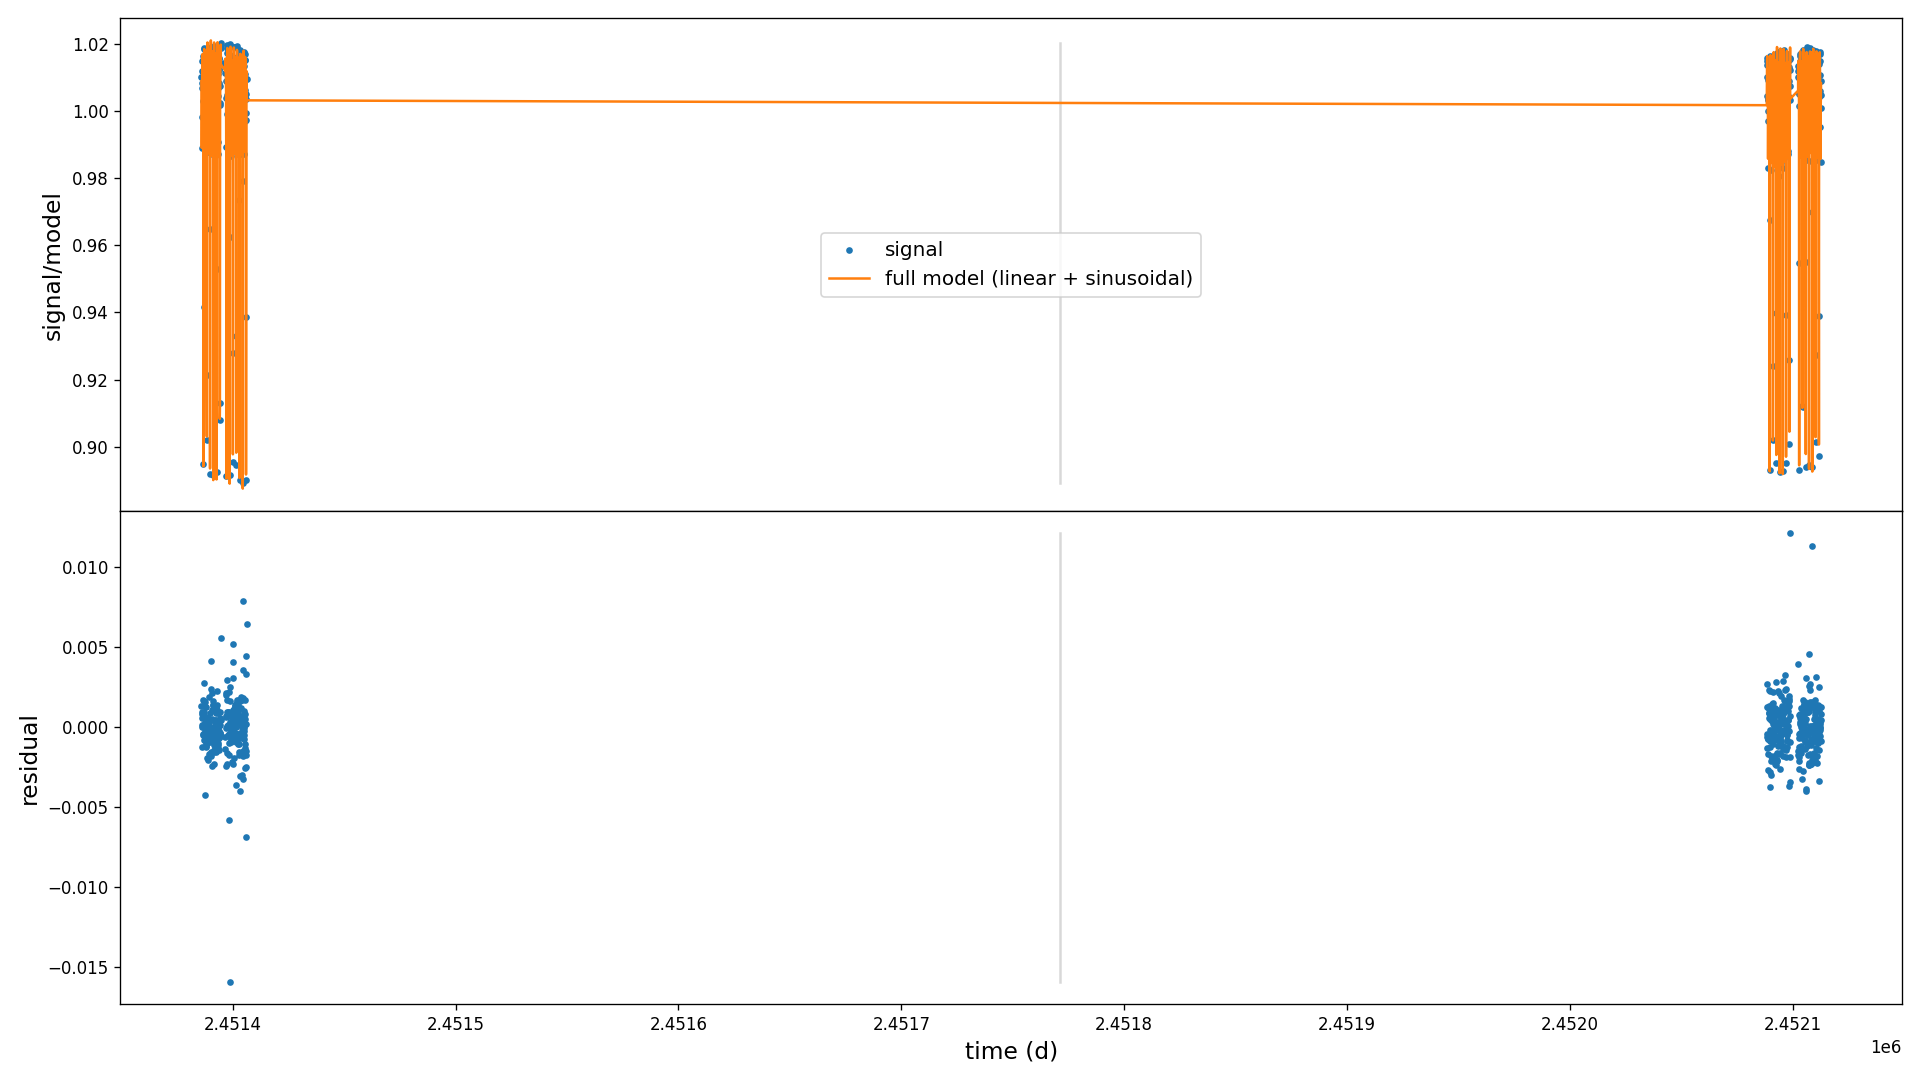 1.02
1.00
0.98
0.96
0.94
0.92
0.90
signal/model
signal
full model (linear + sinusoidal)
0.010
0.005
0.000
−0.005
−0.010
−0.015
residual
2.4514 2.4515 2.4516 2.4517 2.4518 2.4519 2.4520 2.4521
1e6
time (d)